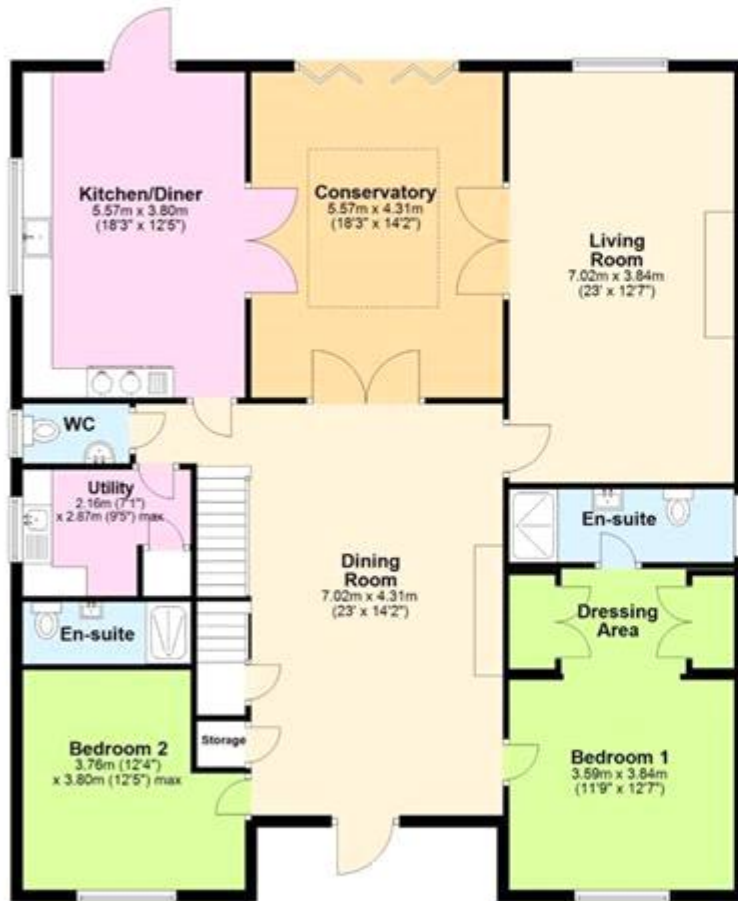 Kitchen/Diner
5.57m x 3.80m
(18'3" x 12'5")
Conservatory
5.57m x 4.31m
(18'3" x 14'2")
Living
Room
7.02m x 3.84m
(23' x 12'7")
WC
Utility
2.16m (7'1")
x 2.87m (9'5") max
En-suite
Dining
Room
7.02m x 4.31m
(23' x 14'2")
En-suite
Dressing
Area
Storage
Bedroom 2
3.76m (12'4")
x 3.80m (12'5") max
Bedroom 1
3.59m x 3.84m
(11'9" x 12'7")